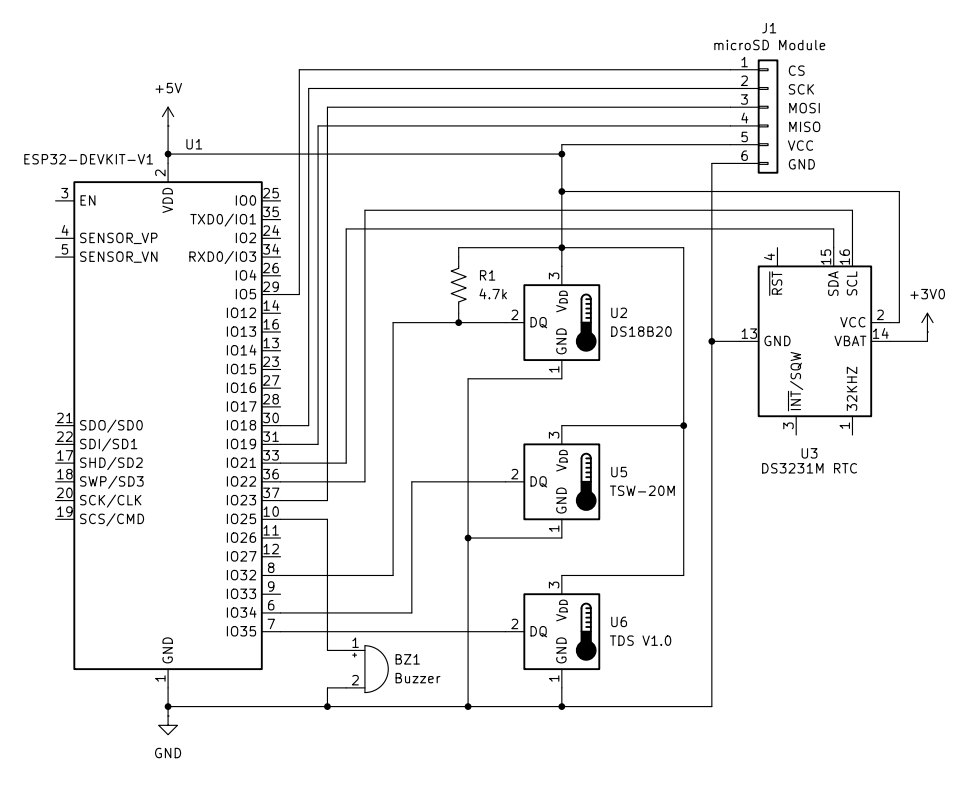 J1
microSD Module
1 CS
2 SCK
3 MOSI
4 MISO
5 VCC
6 GND
+5V
U1
ESP32-DEVKIT-V1
2
VDD
3 EN
4 SENSOR_VP
5 SENSOR_VN
21 SDO/SD0
22 SDI/SD1
17 SHD/SD2
18 SWP/SD3
20 SCK/CLK
19 SCS/CMD
IO0 25
TXD0/IO1 35
IO2 24
RXD0/IO3 34
IO4 26
IO5 29
IO12 14
IO13 16
IO14 13
IO15 23
IO16 27
IO17 28
IO18 30
IO19 31
IO21 33
IO22 36
IO23 37
IO25 10
IO26 11
IO27 12
IO32 8
IO33 9
IO34 6
IO35 7
GND
1
GND
R1
4.7k
3
VDD
2 DQ
GND
1
U2
DS18B20
3
VDD
2 DQ
GND
1
U5
TSW-20M
3
VDD
2 DQ
GND
1
U6
TDS V1.0
1
+
2
BZ1
Buzzer
4
RST
15
SDA
16
SCL
+3V0
VCC 2
13 GND
VBAT 14
INT/SQW
3
32KHZ
1
U3
DS3231M RTC